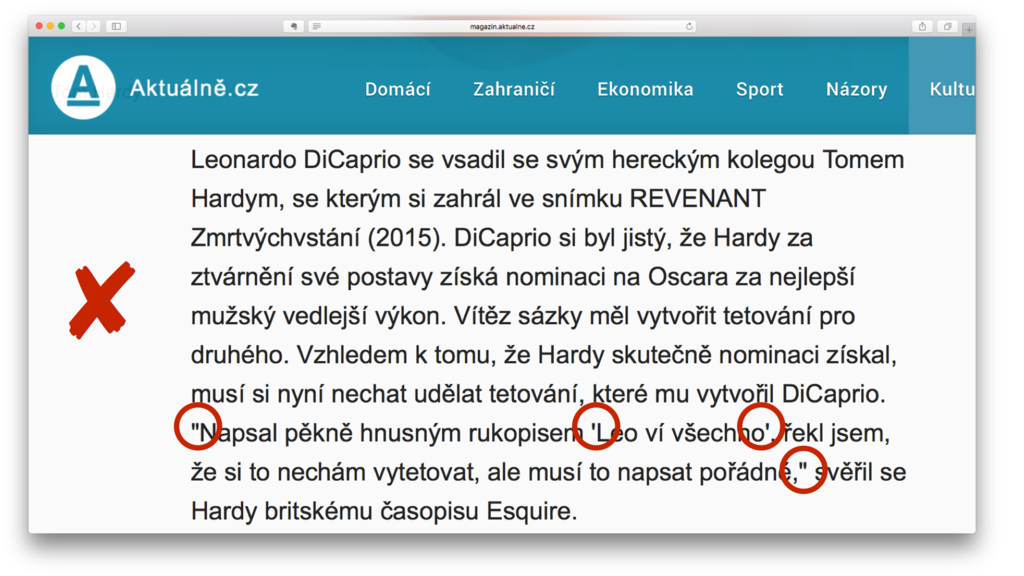 magazin.aktualne.cz
Aktuálně.cz
Domácí Zahraničí Ekonomika Sport Názory Kultu
Leonardo DiCaprio se vsadil se svým hereckým kolegou Tomem
Hardym, se kterým si zahrál ve snímku REVENANT
Zmrtvýchvstání (2015). DiCaprio si byl jistý, že Hardy za
ztvárnění své postavy získá nominaci na Oscara za nejlepší
mužský vedlejší výkon. Vítěz sázky měl vytvořit tetování pro
druhého. Vzhledem k tomu, že Hardy skutečně nominaci získal,
musí si nyní nechat udělat tetování, které mu vytvořil DiCaprio.
"Napsal pěkně hnusným rukopisem 'Leo ví všechno', řekl jsem,
že si to nechám vytetovat, ale musí to napsat pořádně," svěřil se
Hardy britskému časopisu Esquire.